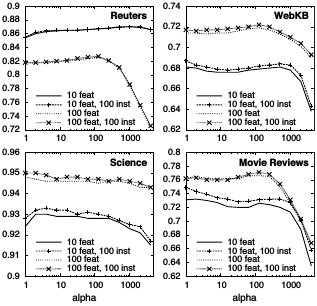 Reuters
0.9
0.88
0.86
0.84
0.82
0.8
0.78
0.76
0.74
0.72
10 feat
10 feat, 100 inst
100 feat
100 feat, 100 inst
1 10 100 1000
WebKB
0.74
0.72
0.7
0.68
0.66
0.64
0.62
10 feat
10 feat, 100 inst
100 feat
100 feat, 100 inst
1 10 100 1000
Science
0.96
0.95
0.94
0.93
0.92
0.91
0.9
10 feat
10 feat, 100 inst
100 feat
100 feat, 100 inst
1 10 100 1000
alpha
Movie Reviews
0.8
0.78
0.76
0.74
0.72
0.7
0.68
0.66
0.64
0.62
10 feat
10 feat, 100 inst
100 feat
100 feat, 100 inst
1 10 100 1000
alpha